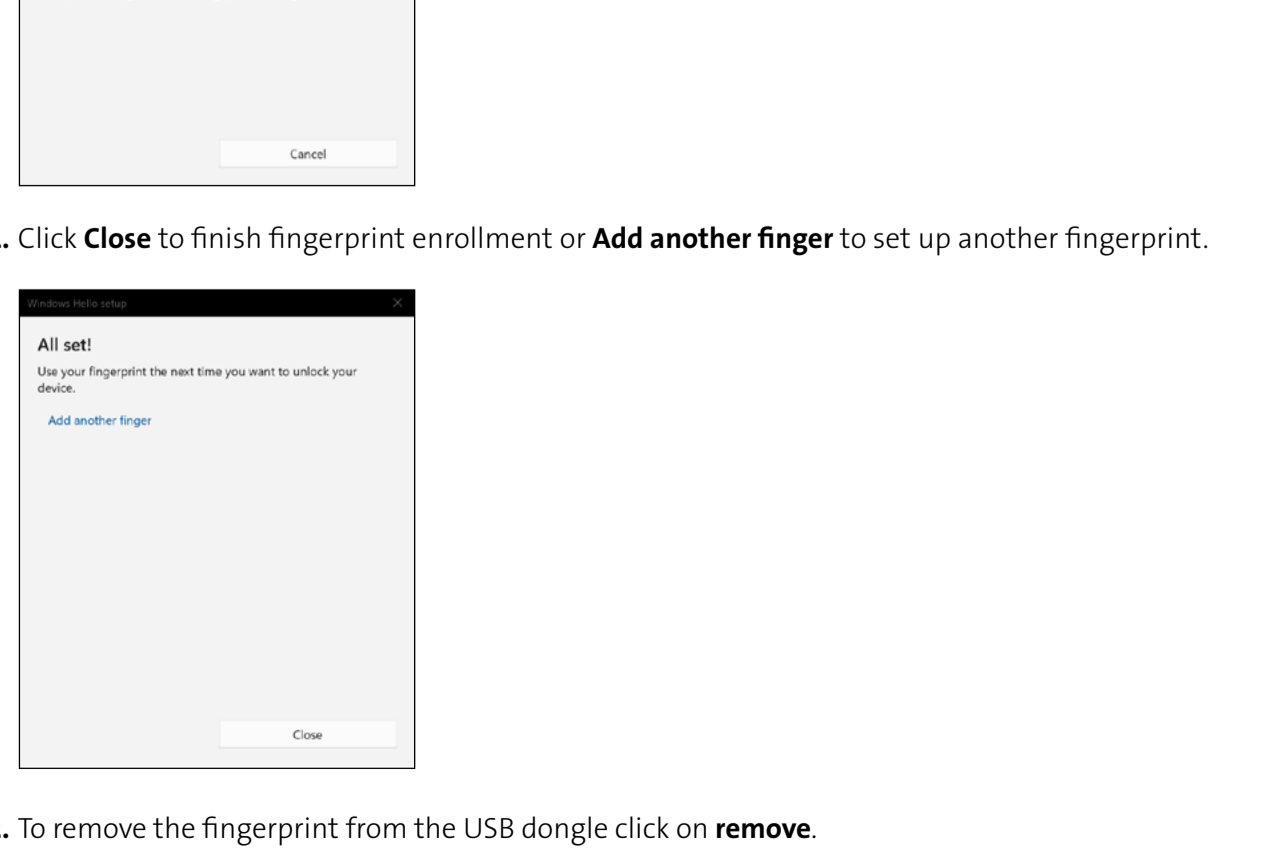 Cancel
. Click Close to finish fingerprint enrollment or Add another finger to set up another fingerprint.
Windows Hello setup
All set!
Use your fingerprint the next time you want to unlock your
device.
Add another finger
Close
. To remove the fingerprint from the USB dongle click on remove.